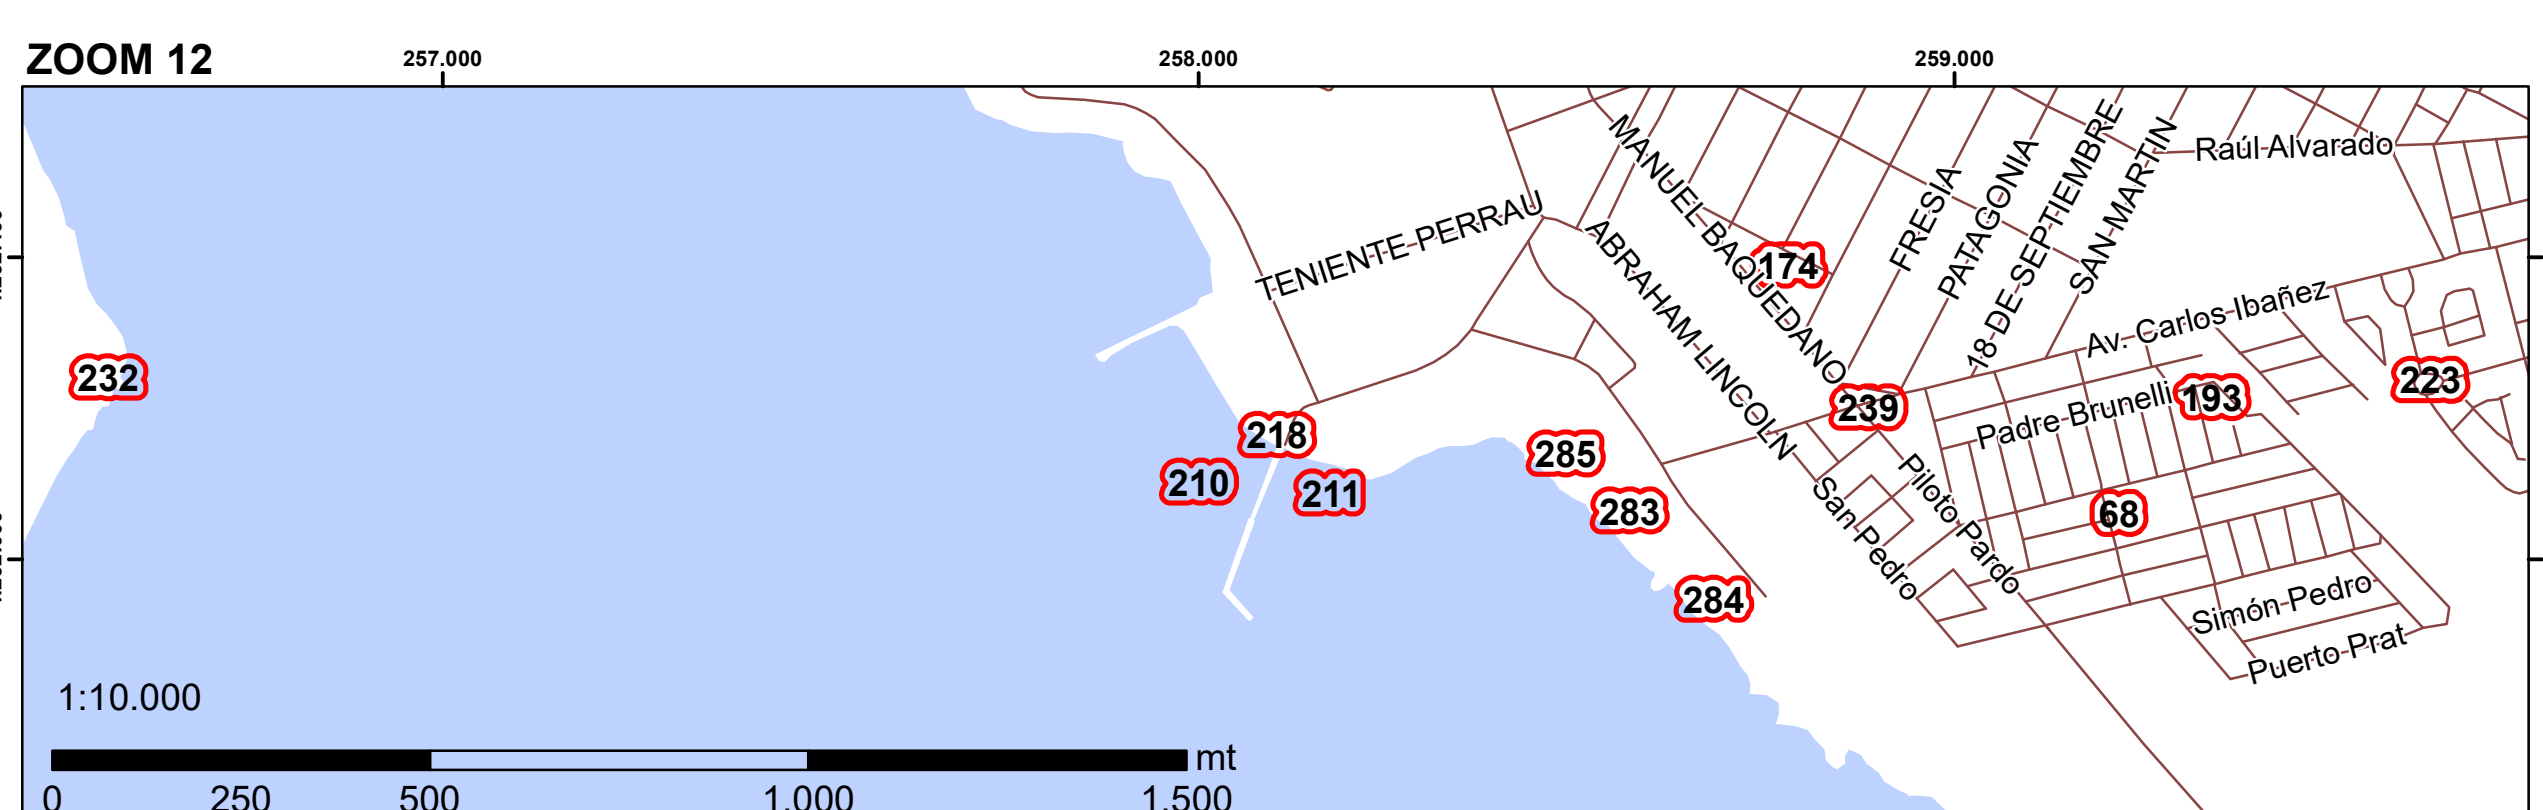 ZOOM 12
257.000
258.000
259.000
MANUEL BAQUEDANO
Raúl Alvarado
FRESIA
PATAGONIA
18 DE SEPTIEMBRE
SAN MARTIN
TENIENTE PERRAU
ABRAHAM LINCOLN
174
Av. Carlos Ibañez
232
239
Padre Brunelli
193
223
218
210
211
285
283
284
San Pedro
Piloto Pardo
68
Simón Pedro
Puerto Prat
1:10.000
mt
0 250 500 1.000 1.500